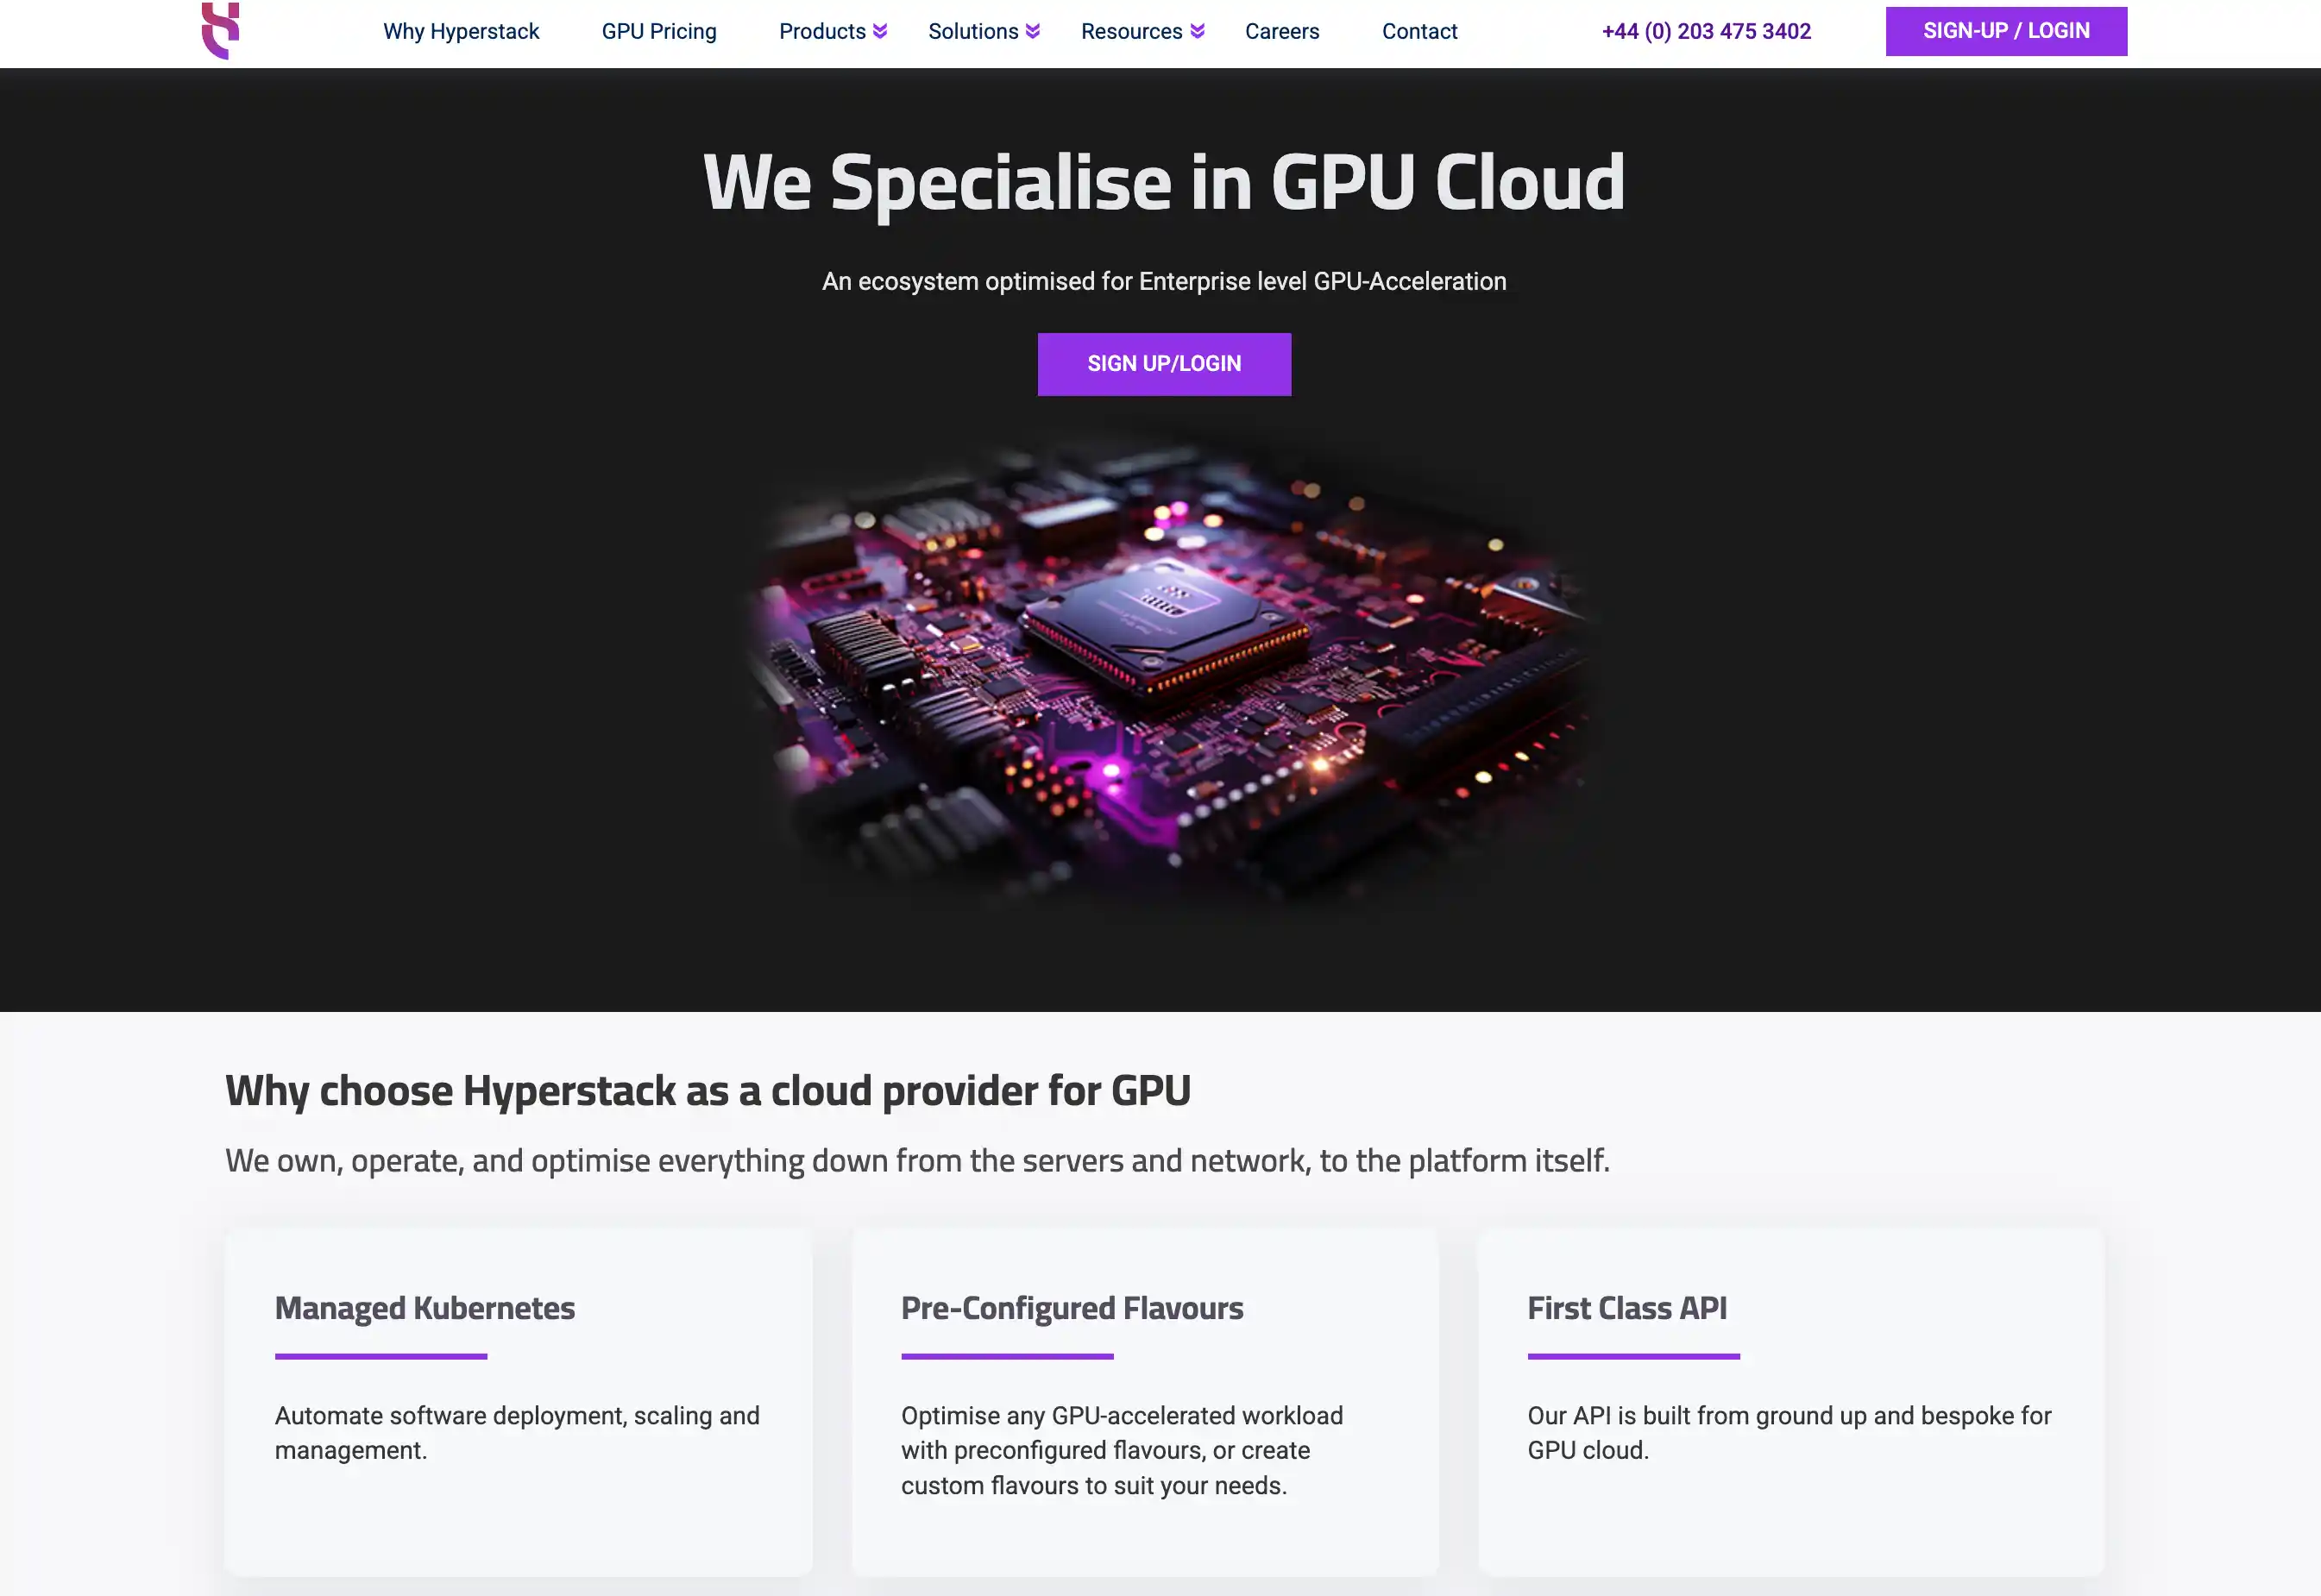 Why Hyperstack
GPU Pricing
Products
Solutions
Resources
Careers
Contact
+44 (0) 203 475 3402
SIGN-UP / LOGIN
We Specialise in GPU Cloud
An ecosystem optimised for Enterprise level GPU-Acceleration
SIGN UP/LOGIN
Why choose Hyperstack as a cloud provider for GPU
We own, operate, and optimise everything down from the servers and network, to the platform itself.
Managed Kubernetes
Automate software deployment, scaling and
management.
Pre-Configured Flavours
Optimise any GPU-accelerated workload
with preconfigured flavours, or create
custom flavours to suit your needs.
First Class API
Our API is built from ground up and bespoke for
GPU cloud.